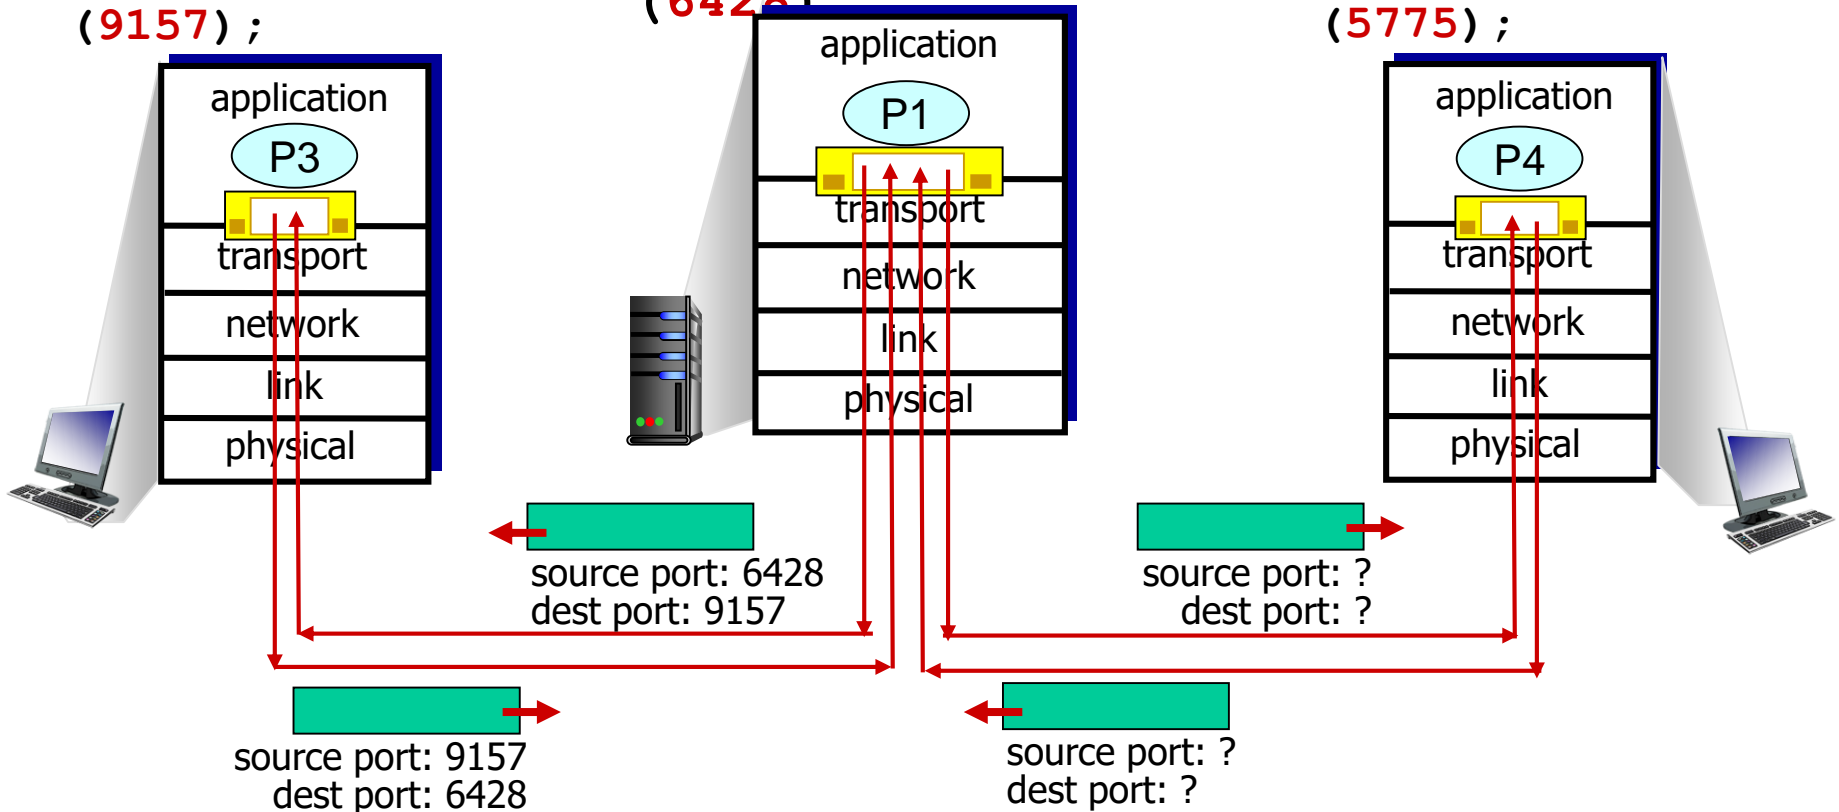 (9157);
(6428)
(5775);
application
P3
transport
network
link
physical
application
P1
transport
network
link
physical
application
P4
transport
network
link
physical
source port: 6428
dest port: 9157
source port: ?
dest port: ?
source port: 9157
dest port: 6428
source port: ?
dest port: ?